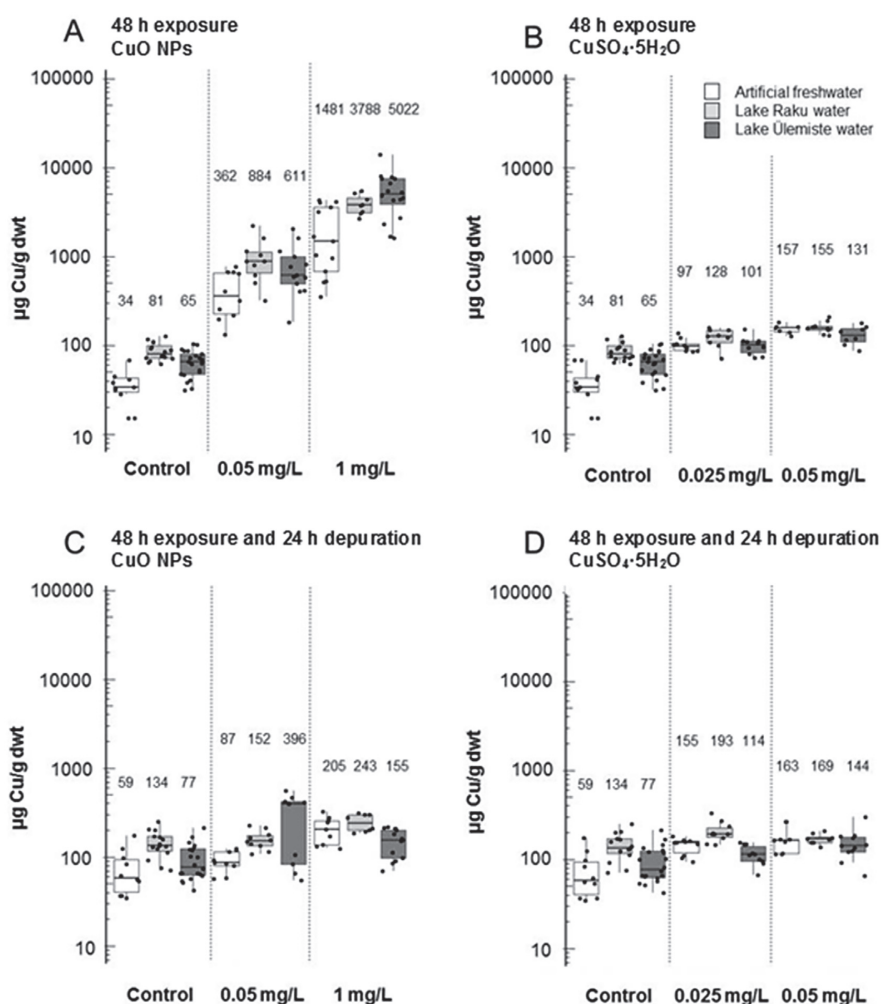 A
48 h exposure
CuO NPs
100000
10000
1000
100
10
µg Cu/g dwt
34 81 65
362 884 611
1481 3788 5022
Control 0.05 mg/L 1 mg/L
B
48 h exposure
CuSO₄·5H₂O
Artificial freshwater
Lake Raku water
Lake Ülemiste water
100000
10000
1000
100
10
µg Cu/g dwt
34 81 65
97 128 101
157 155 131
Control 0.025 mg/L 0.05 mg/L
C
48 h exposure and 24 h depuration
CuO NPs
100000
10000
1000
100
10
µg Cu/g dwt
59 134 77
87 152 396
205 243 155
Control 0.05 mg/L 1 mg/L
D
48 h exposure and 24 h depuration
CuSO₄·5H₂O
100000
10000
1000
100
10
µg Cu/g dwt
59 134 77
155 193 114
163 169 144
Control 0.025 mg/L 0.05 mg/L